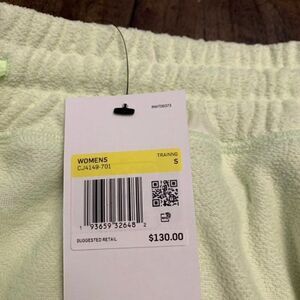 WOMENS
TRAINING
CJ4149-701
S
1 93659 32648 2
SUGGESTED RETAIL
$130.00